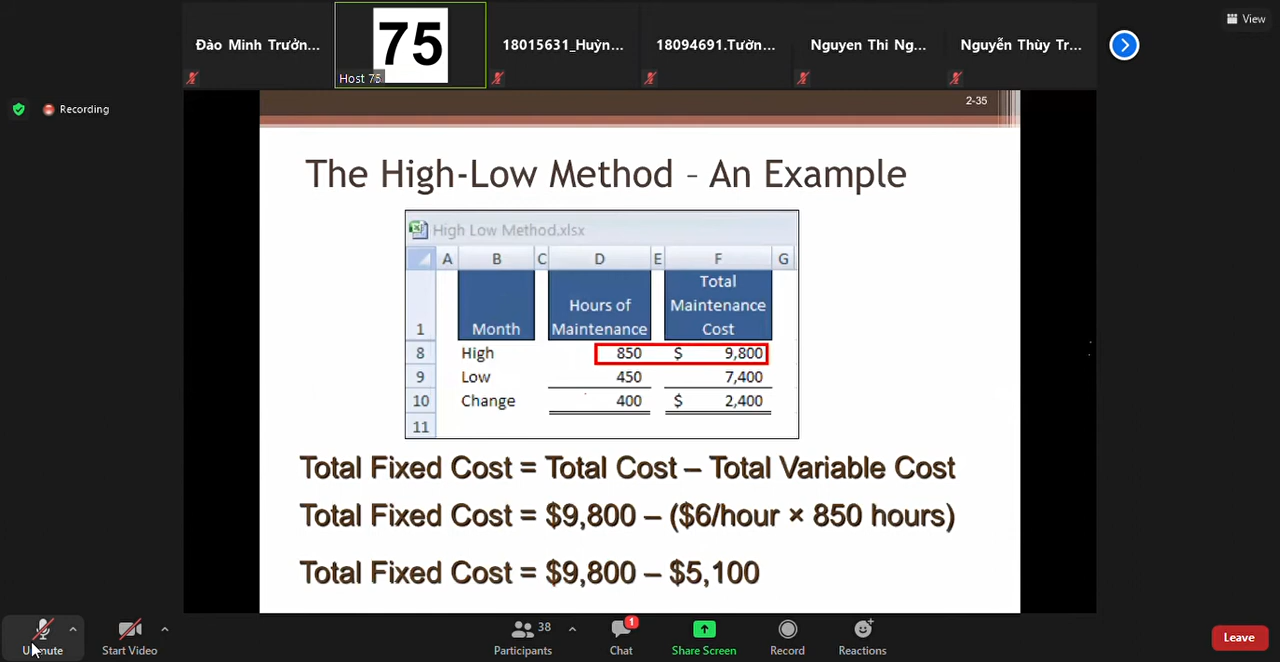 View
Đào Minh Trưởn...
75
Host 75
18015631_Huỳn...
18094691.Tườn...
Nguyen Thi Ng...
Nguyễn Thùy Tr...
Recording
2-35
The High-Low Method – An Example
High Low Method.xlsx
A B C D E F G
1 Month Hours of Maintenance Total Maintenance Cost
8 High 850 $ 9,800
9 Low 450 7,400
10 Change 400 $ 2,400
11
Total Fixed Cost = Total Cost – Total Variable Cost
Total Fixed Cost = $9,800 – ($6/hour × 850 hours)
Total Fixed Cost = $9,800 – $5,100
Unmute
Start Video
38
Participants
1
Chat
Share Screen
Record
Reactions
Leave